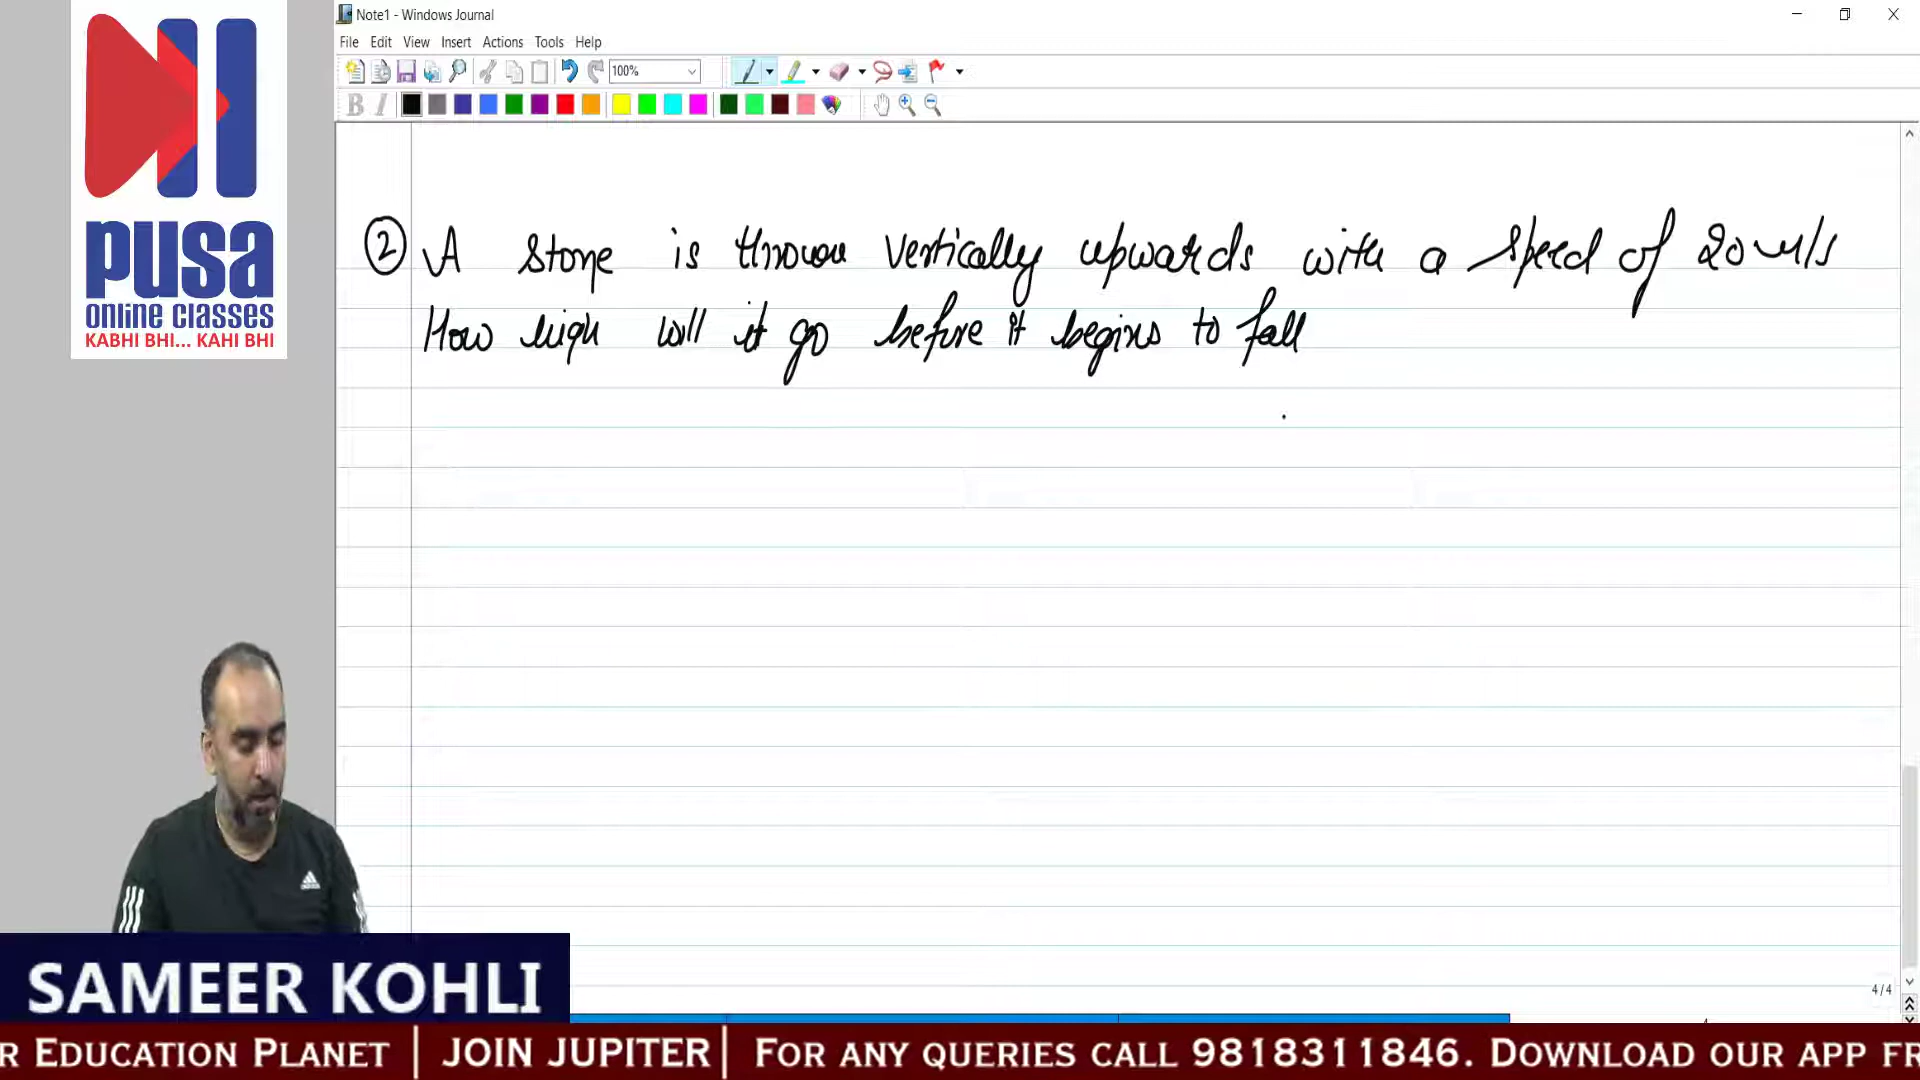 PUSA
ONLINE CLASSES
KABHI BHI... KAHI BHI
Note1 - Windows Journal
File Edit View Insert Actions Tools Help
100%
B I
② A stone is thrown vertically upwards with a speed of 20 m/s
How high will it go before it begins to fall
4 / 4
SAMEER KOHLI
R EDUCATION PLANET | JOIN JUPITER | FOR ANY QUERIES CALL 9818311846. DOWNLOAD OUR APP FR